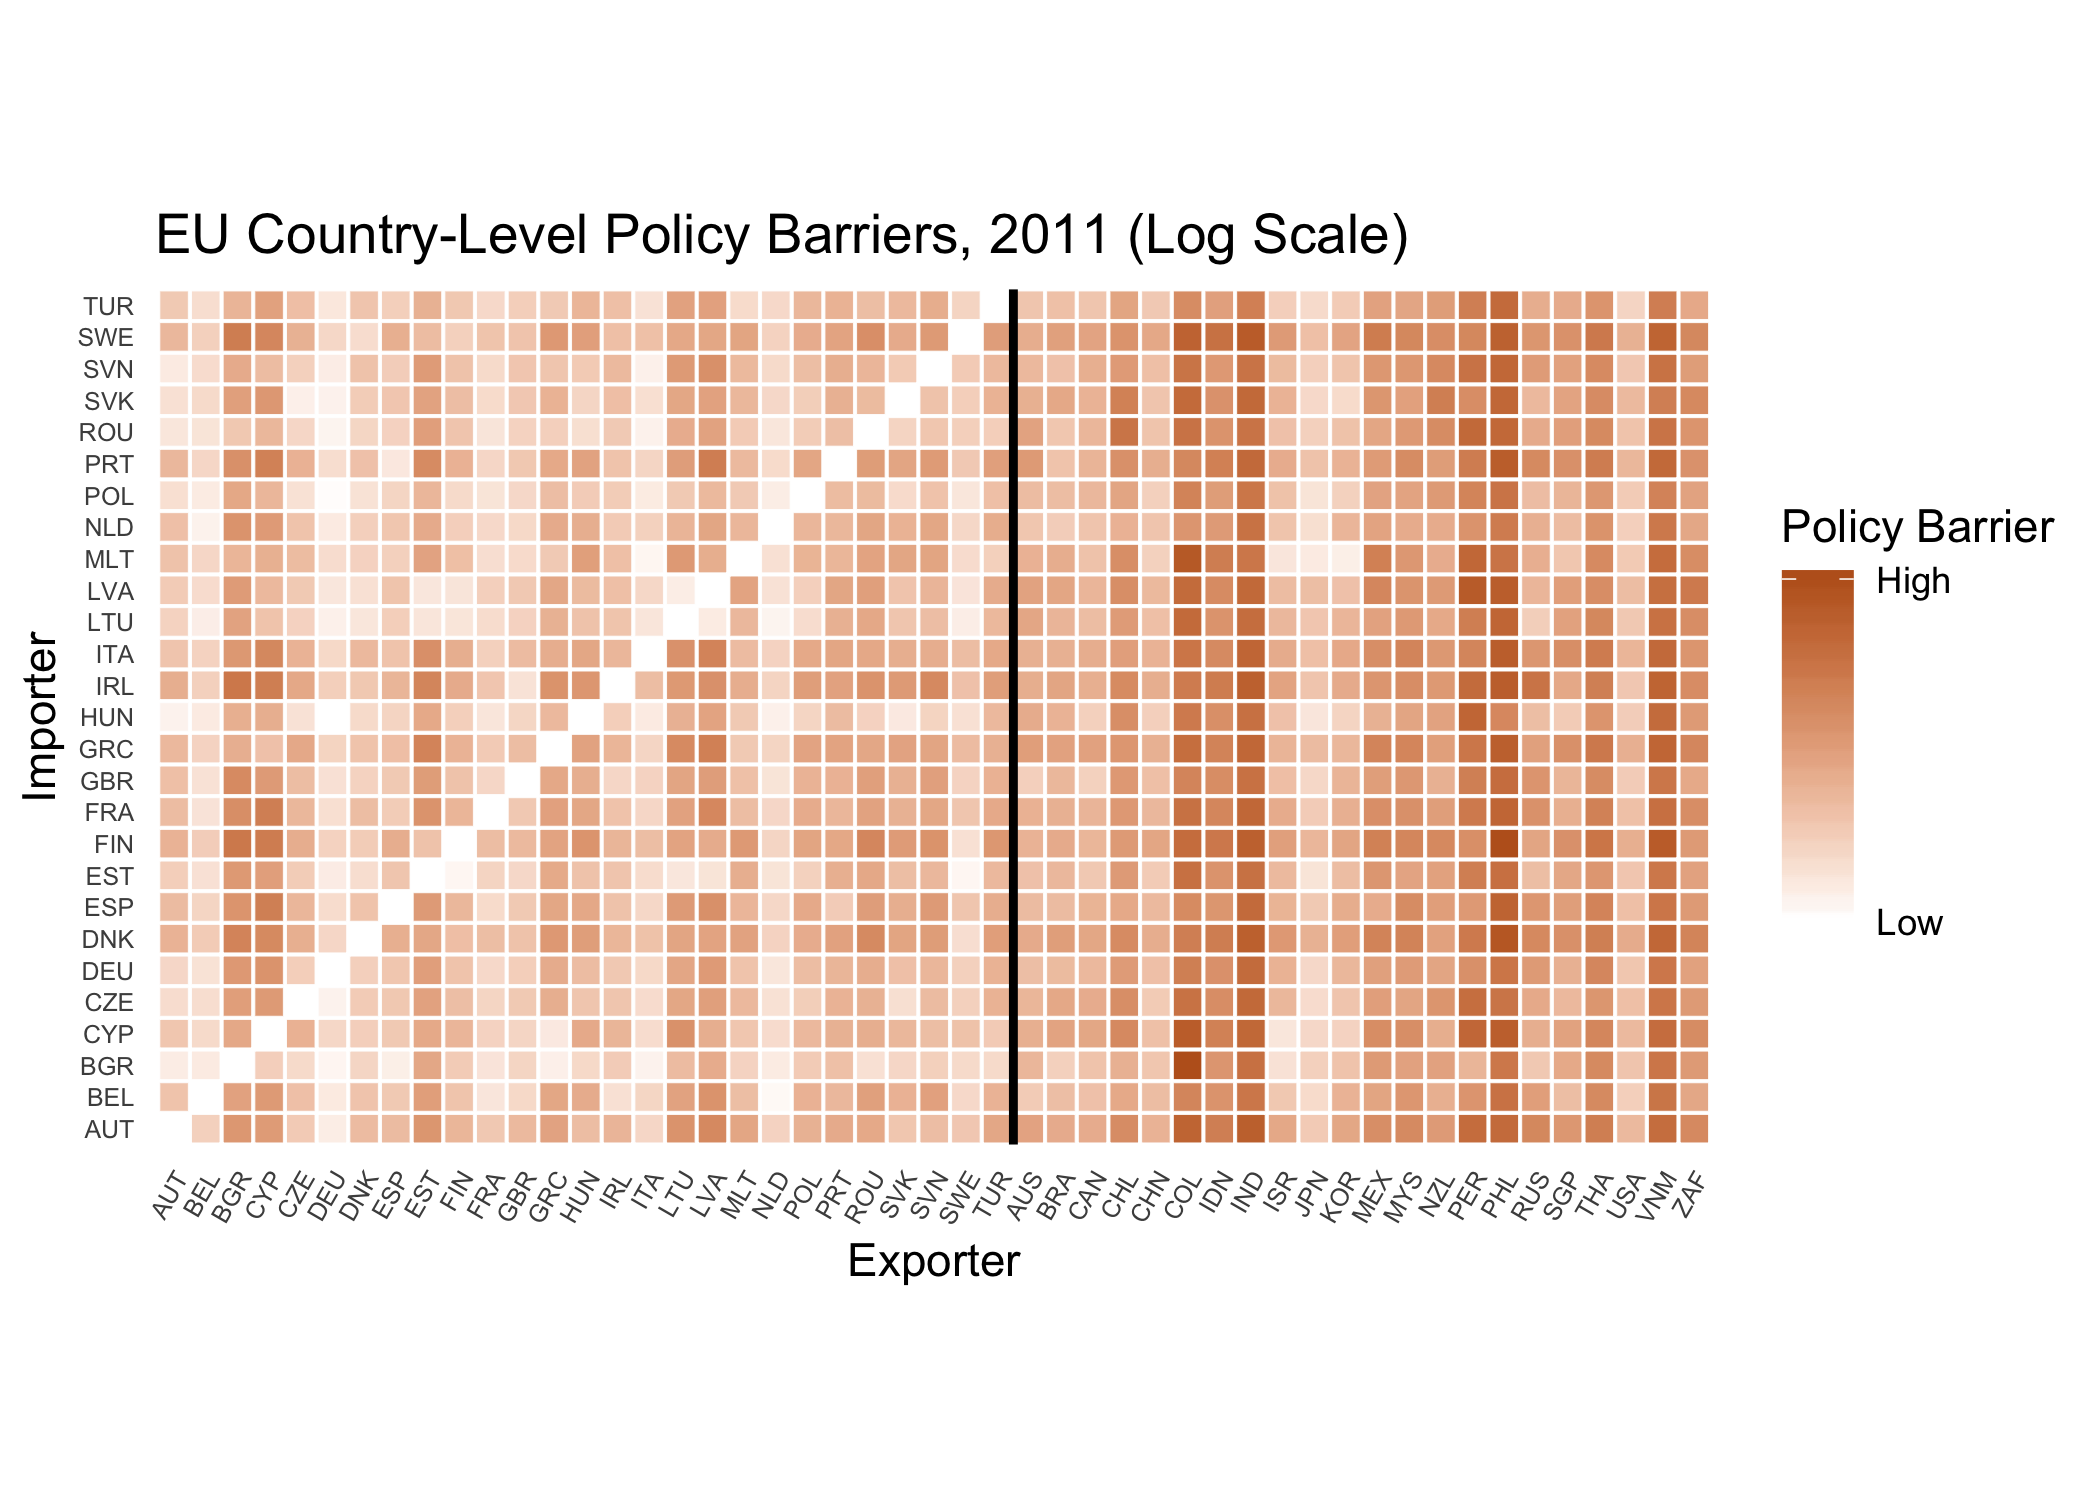 EU Country-Level Policy Barriers, 2011 (Log Scale)
Importer
TUR
SWE
SVN
SVK
ROU
PRT
POL
NLD
MLT
LVA
LTU
ITA
IRL
HUN
GRC
GBR
FRA
FIN
EST
ESP
DNK
DEU
CZE
CYP
BGR
BEL
AUT
AUT BEL BGR CYP CZE DEU DNK ESP EST FIN FRA GBR GRC HUN IRL ITA LTU LVA MLT NLD POL PRT ROU SVK SVN SWE TUR AUS BRA CAN CHL CHN COL IDN IND ISR JPN KOR MEX MYS NZL PER PHL RUS SGP THA USA VNM ZAF
Exporter
Policy Barrier
High
Low